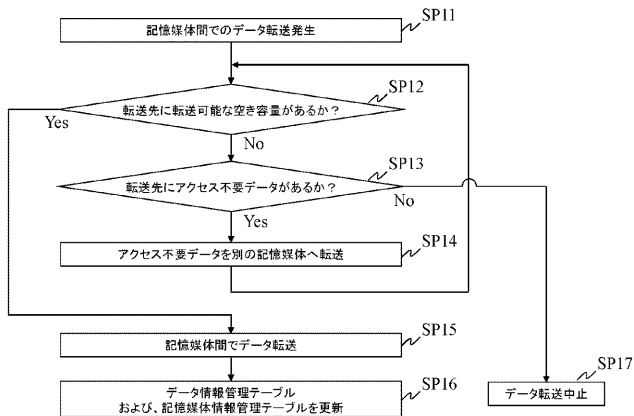 記憶媒体間でのデータ転送発生
SP11
転送先に転送可能な空き容量があるか?
SP12
Yes
No
転送先にアクセス不要データがあるか?
SP13
No
Yes
アクセス不要データを別の記憶媒体へ転送
SP14
記憶媒体間でデータ転送
SP15
データ情報管理テーブル
および、記憶媒体情報管理テーブルを更新
SP16
データ転送中止
SP17